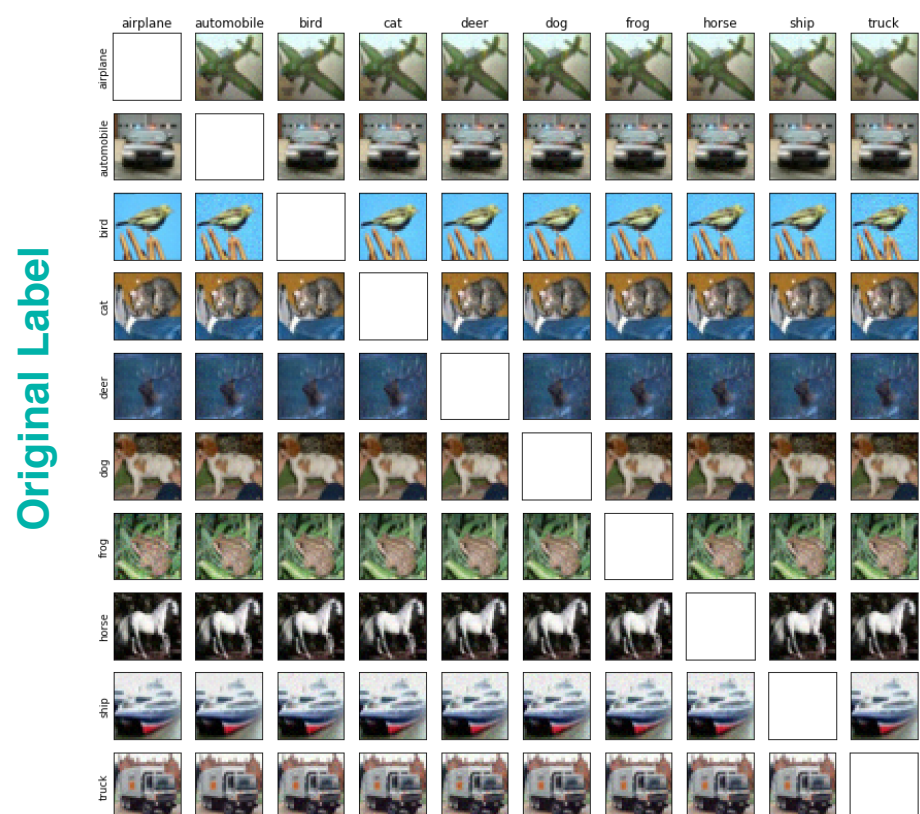 airplane automobile bird cat deer dog frog horse ship truck
Original Label
airplane
automobile
bird
cat
deer
dog
frog
horse
ship
truck